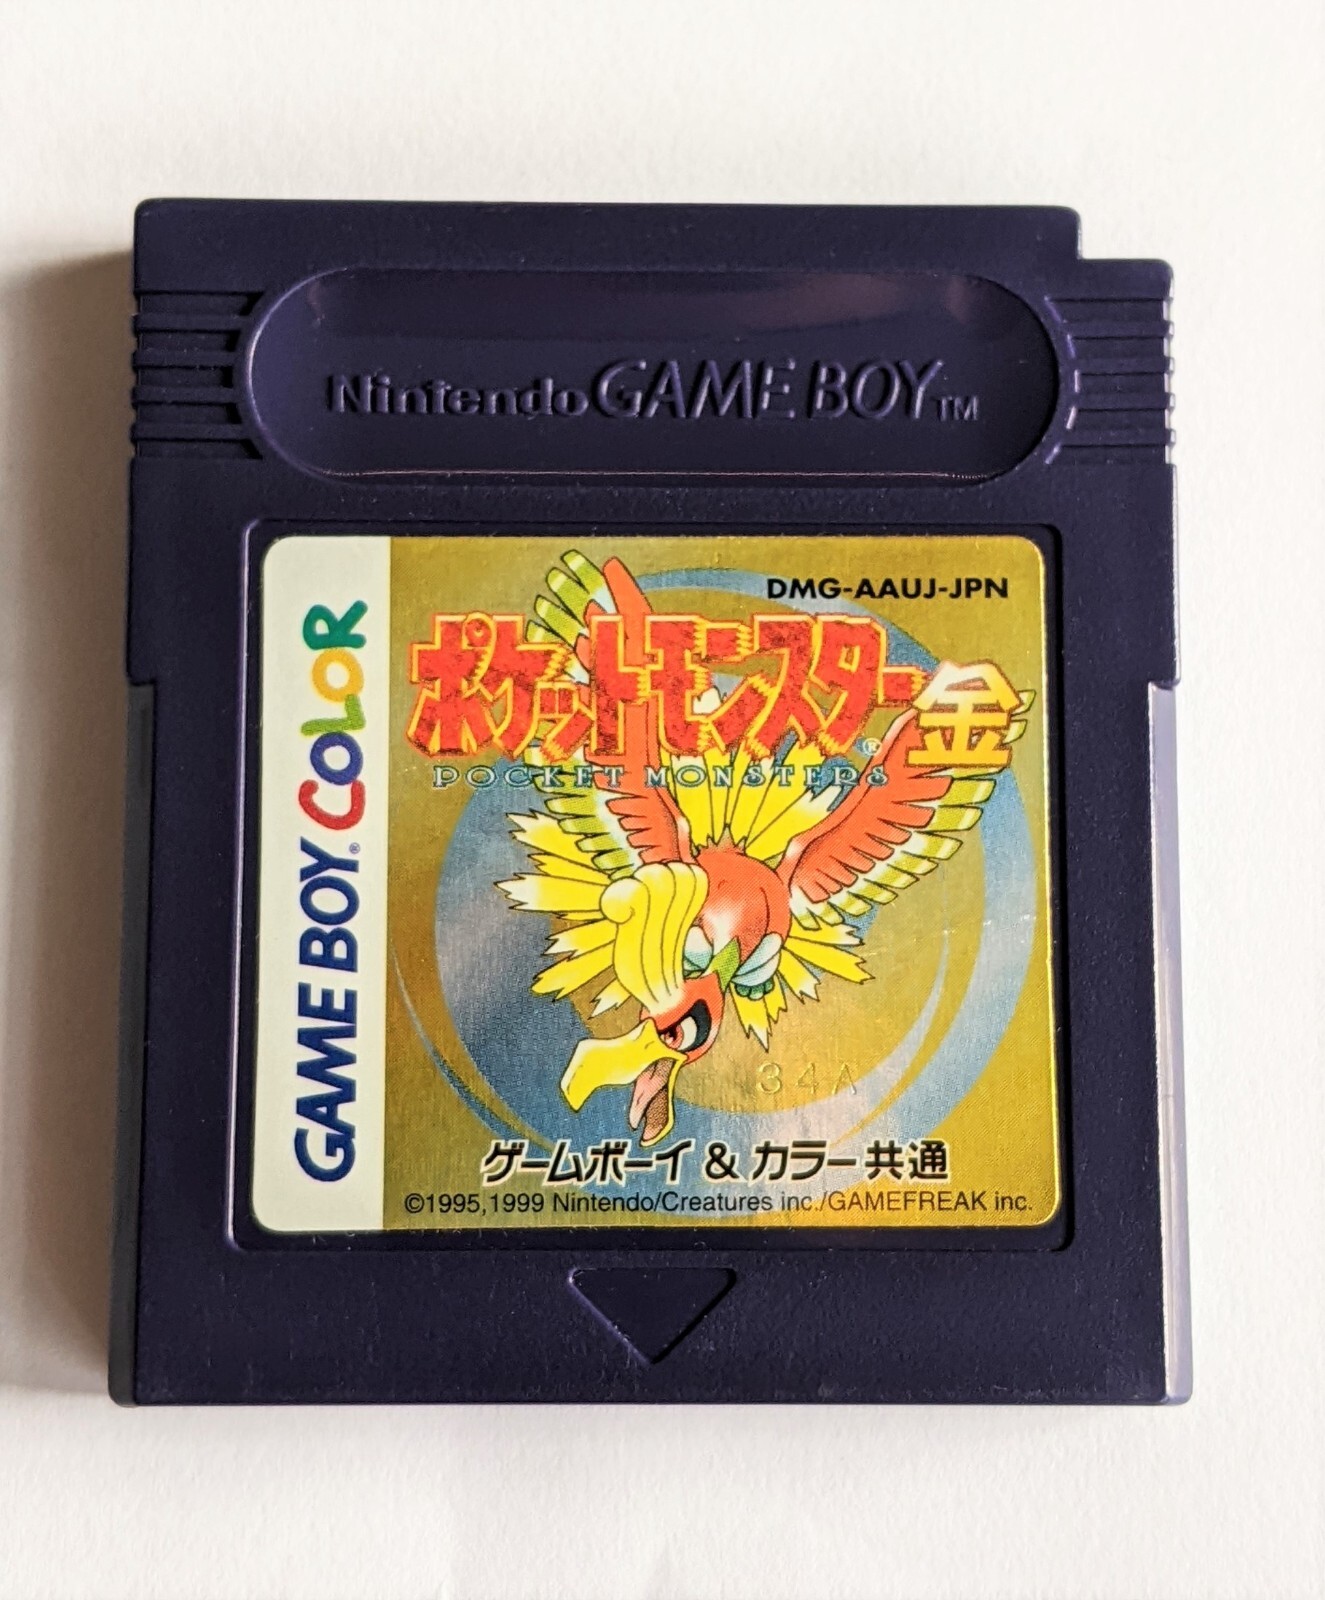 Nintendo GAME BOY™
GAME BOY® COLOR
DMG-AAUJ-JPN
ポケットモンスター® 金
POCKET MONSTERS
34A
ゲームボーイ & カラー共通
©1995,1999 Nintendo/Creatures inc./GAMEFREAK inc.